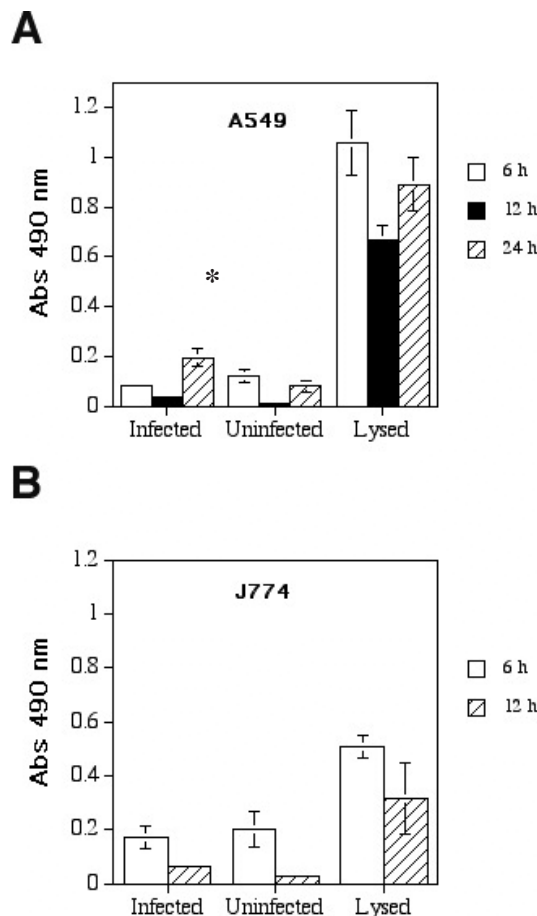 A
A549
1.2
1
0.8
0.6
0.4
0.2
0
Abs 490 nm
*
Infected Uninfected Lysed
6 h
12 h
24 h
B
J774
1.2
1
0.8
0.6
0.4
0.2
0
Abs 490 nm
Infected Uninfected Lysed
6 h
12 h